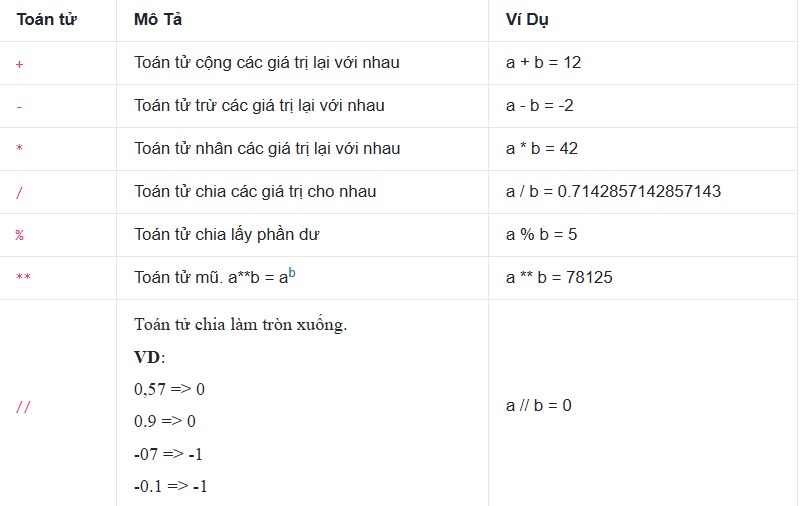 Toán tử Mô Tả Ví Dụ
+ Toán tử cộng các giá trị lại với nhau a + b = 12
- Toán tử trừ các giá trị lại với nhau a - b = -2
* Toán tử nhân các giá trị lại với nhau a * b = 42
/ Toán tử chia các giá trị cho nhau a / b = 0.7142857142857143
% Toán tử chia lấy phần dư a % b = 5
** Toán tử mũ. a**b = a^b a ** b = 78125
Toán tử chia làm tròn xuống.
VD:
0,57 => 0
// a // b = 0
0.9 => 0
-07 => -1
-0.1 => -1